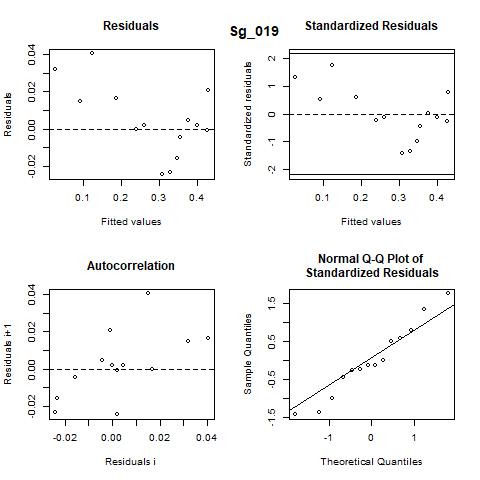 Sg_019
Residuals
Residuals
-0.02 0.00 0.02 0.04
0.1 0.2 0.3 0.4
Fitted values
Standardized Residuals
Standardized residuals
-2 -1 0 1 2
0.1 0.2 0.3 0.4
Fitted values
Autocorrelation
Residuals i+1
-0.02 0.00 0.02 0.04
-0.02 0.00 0.02 0.04
Residuals i
Normal Q-Q Plot of
Standardized Residuals
Sample Quantiles
-1.5 -0.5 0.5 1.5
-1 0 1
Theoretical Quantiles